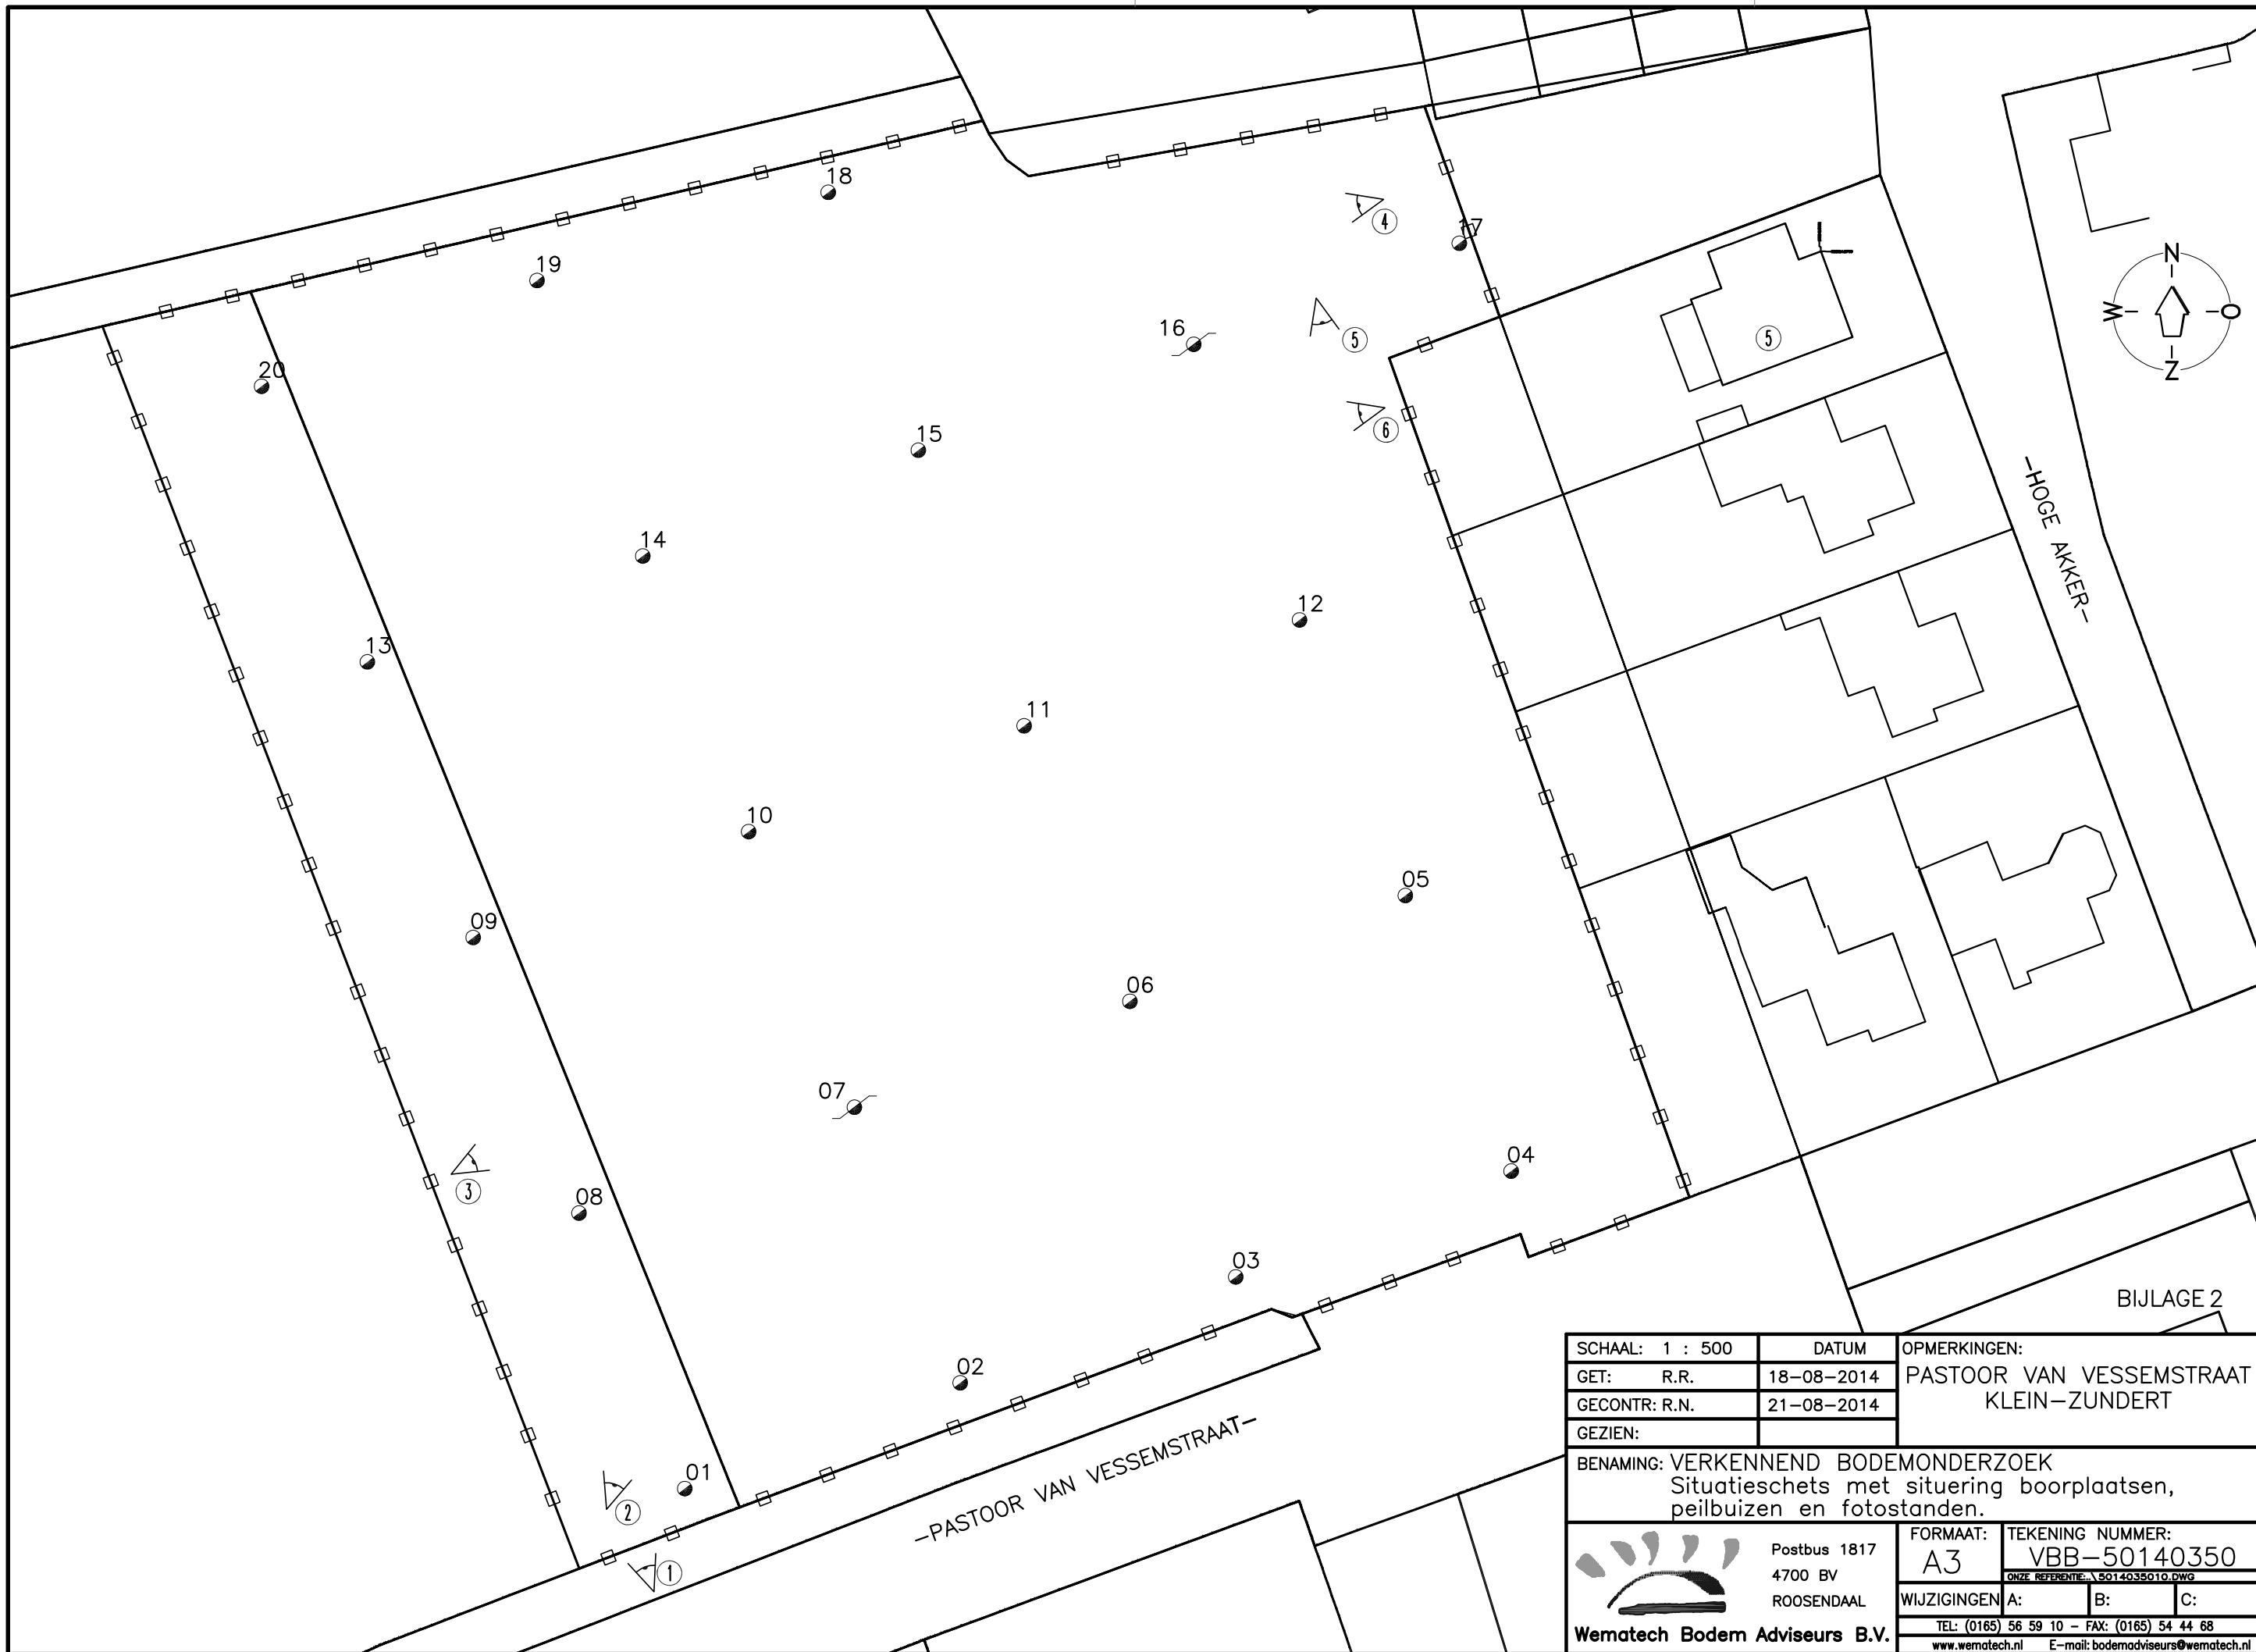 18
4
17
19
N
W
O
Z
16
5
5
20
6
15
-HOGE AKKER-
14
12
13
11
10
05
09
06
07
04
3
08
03
BIJLAGE 2
02
-PASTOOR VAN VESSEMSTRAAT-
01
2
1
SCHAAL: 1 : 500
DATUM
OPMERKINGEN:
GET: R.R.
18-08-2014
PASTOOR VAN VESSEMSTRAAT
KLEIN-ZUNDERT
GECONTR: R.N.
21-08-2014
GEZIEN:
BENAMING: VERKENNEND BODEMONDERZOEK
Situatieschets met situering boorplaatsen,
peilbuizen en fotostanden.
Postbus 1817
4700 BV
ROOSENDAAL
Wematech Bodem Adviseurs B.V.
FORMAAT:
A3
TEKENING NUMMER:
VBB-50140350
ONZE REFERENTIE:..\5014035010.DWG
WIJZIGINGEN A: B: C:
TEL: (0165) 56 59 10 - FAX: (0165) 54 44 68
www.wematech.nl E-mail: bodemadviseurs@wematech.nl